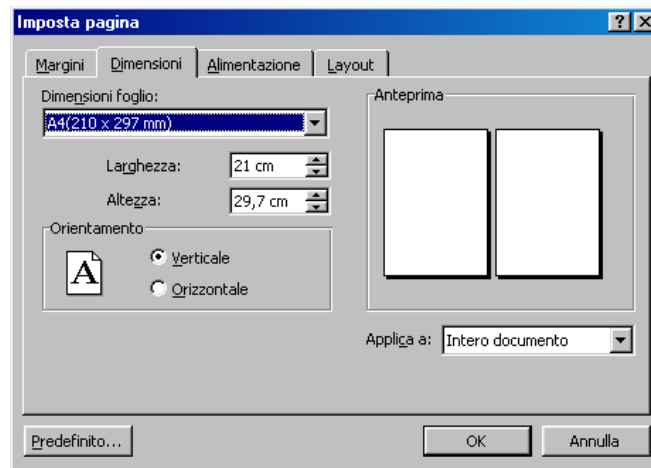 Imposta pagina
Margini Dimensioni Alimentazione Layout
Dimensioni foglio:
A4(210 x 297 mm)
Larghezza: 21 cm
Altezza: 29,7 cm
Orientamento
A
Verticale
Orizzontale
Anteprima
Applica a: Intero documento
Predefinito... OK Annulla